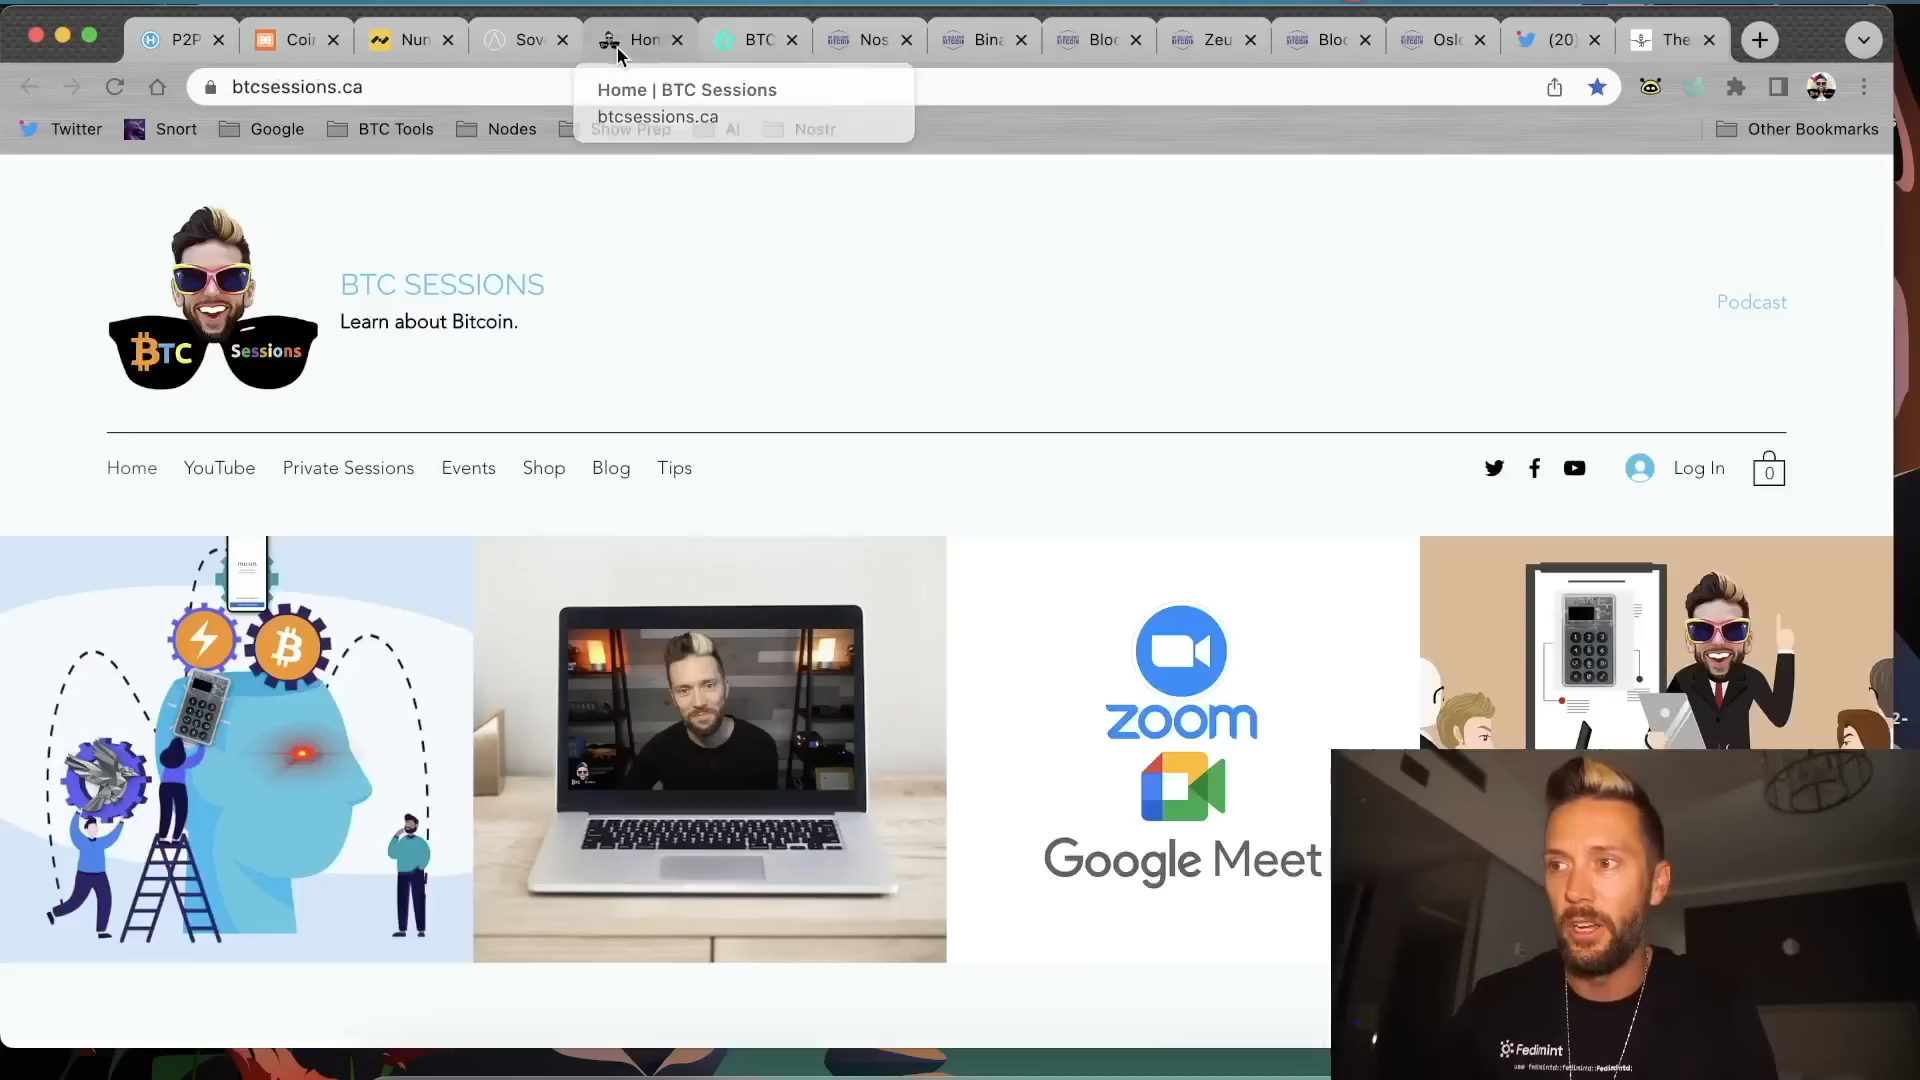 P2P
Coi
Nun
Sov
Hon
BTC
Nos
Bina
Bloc
Zeu
Bloc
Oslo
(20)
The
btcsessions.ca
Home | BTC Sessions
btcsessions.ca
Twitter
Snort
Google
BTC Tools
Nodes
Show Prep
AI
Nostr
Other Bookmarks
BTC Sessions
BTC SESSIONS
Learn about Bitcoin.
Podcast
Home
YouTube
Private Sessions
Events
Shop
Blog
Tips
Log In
0
zoom
Google Meet
Fedimint